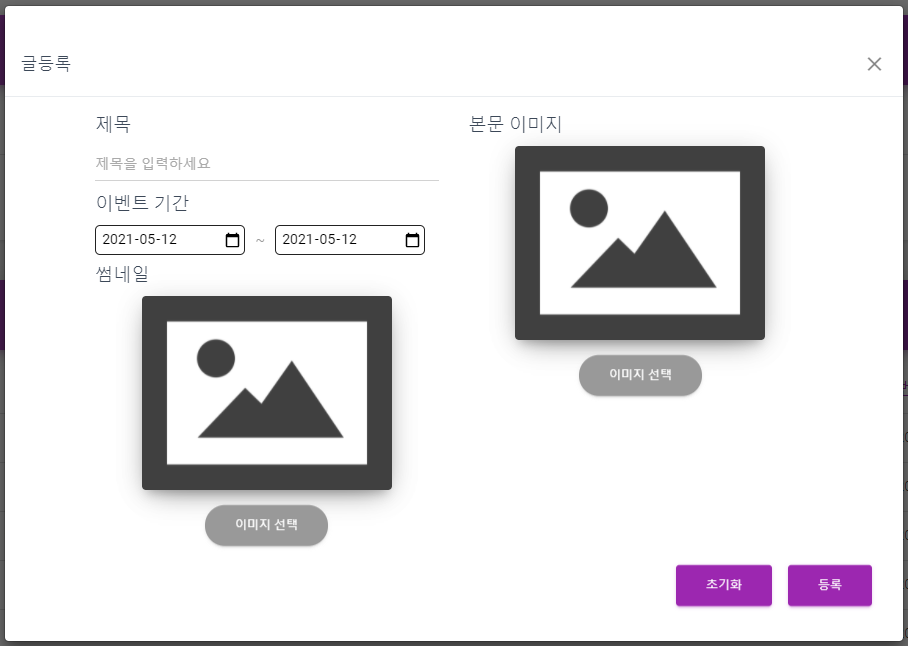 글등록
제목
제목을 입력하세요
이벤트 기간
2021-05-12 ~ 2021-05-12
썸네일
이미지 선택
본문 이미지
이미지 선택
초기화 등록